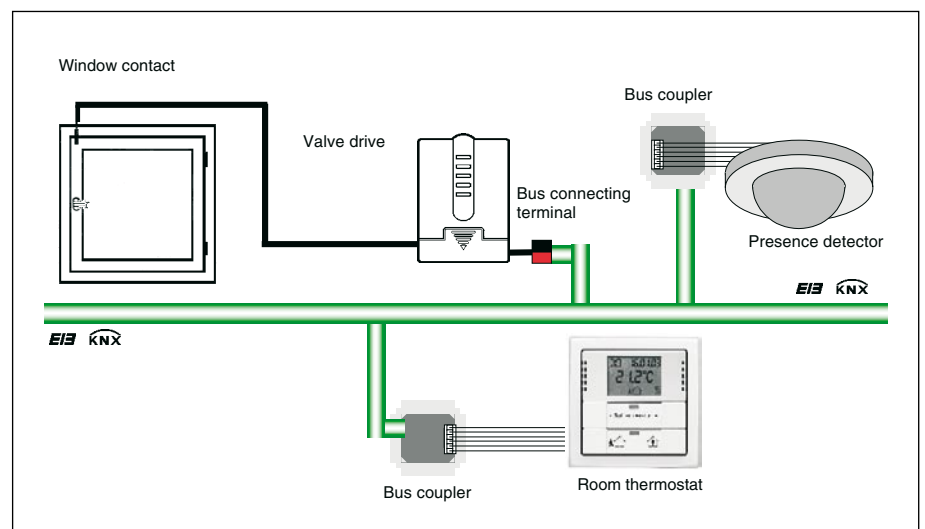 Window contact
Bus coupler
Valve drive
Bus connecting
terminal
Presence detector
EIB KNX
EIB KNX
21.2°C
Room thermostat
Bus coupler